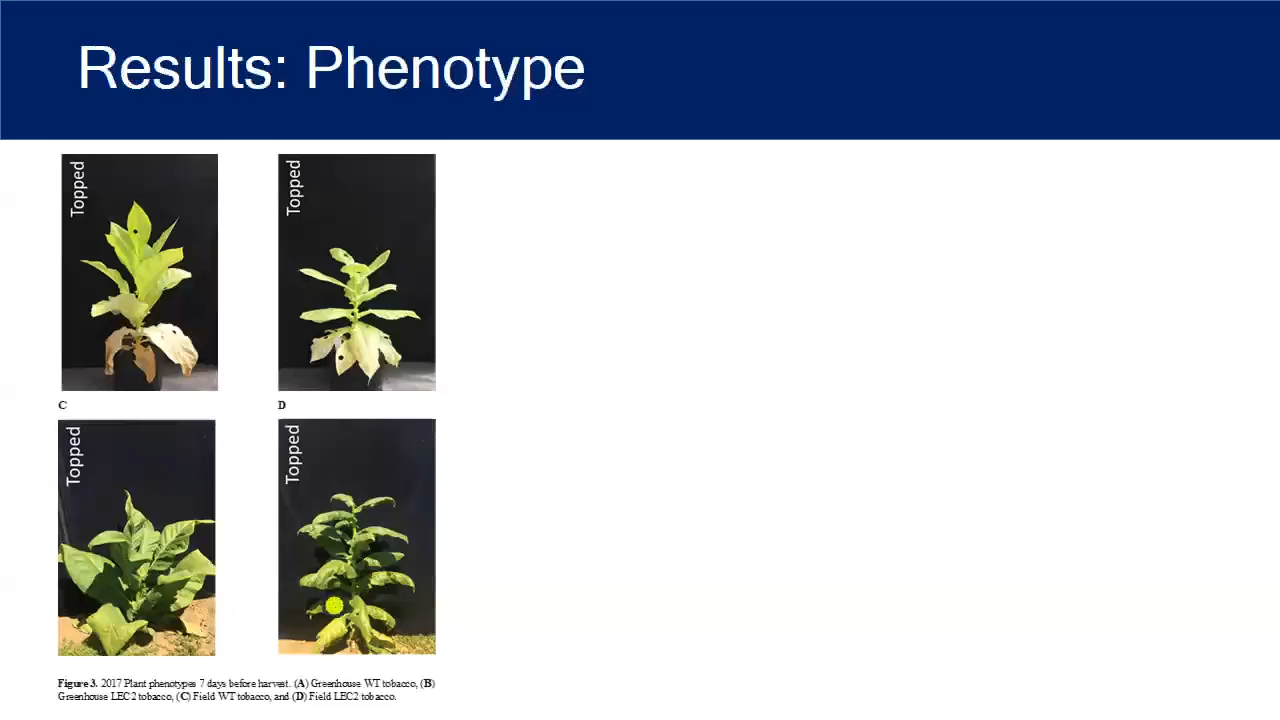 Results: Phenotype
Topped
Topped
C
D
Topped
Topped
Figure 3. 2017 Plant phenotypes 7 days before harvest. (A) Greenhouse WT tobacco, (B)
Greenhouse LEC2 tobacco, (C) Field WT tobacco, and (D) Field LEC2 tobacco.